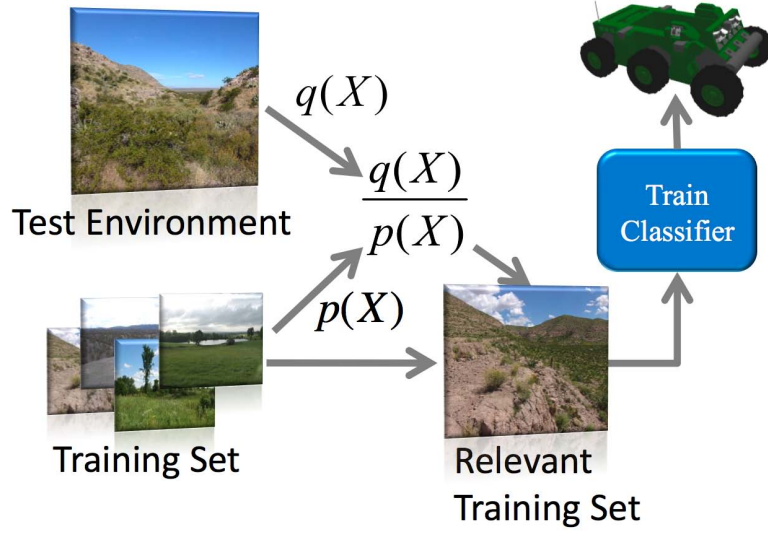 q(X)
Test Environment
q(X)
p(X)
p(X)
Training Set
Relevant
Training Set
Train
Classifier